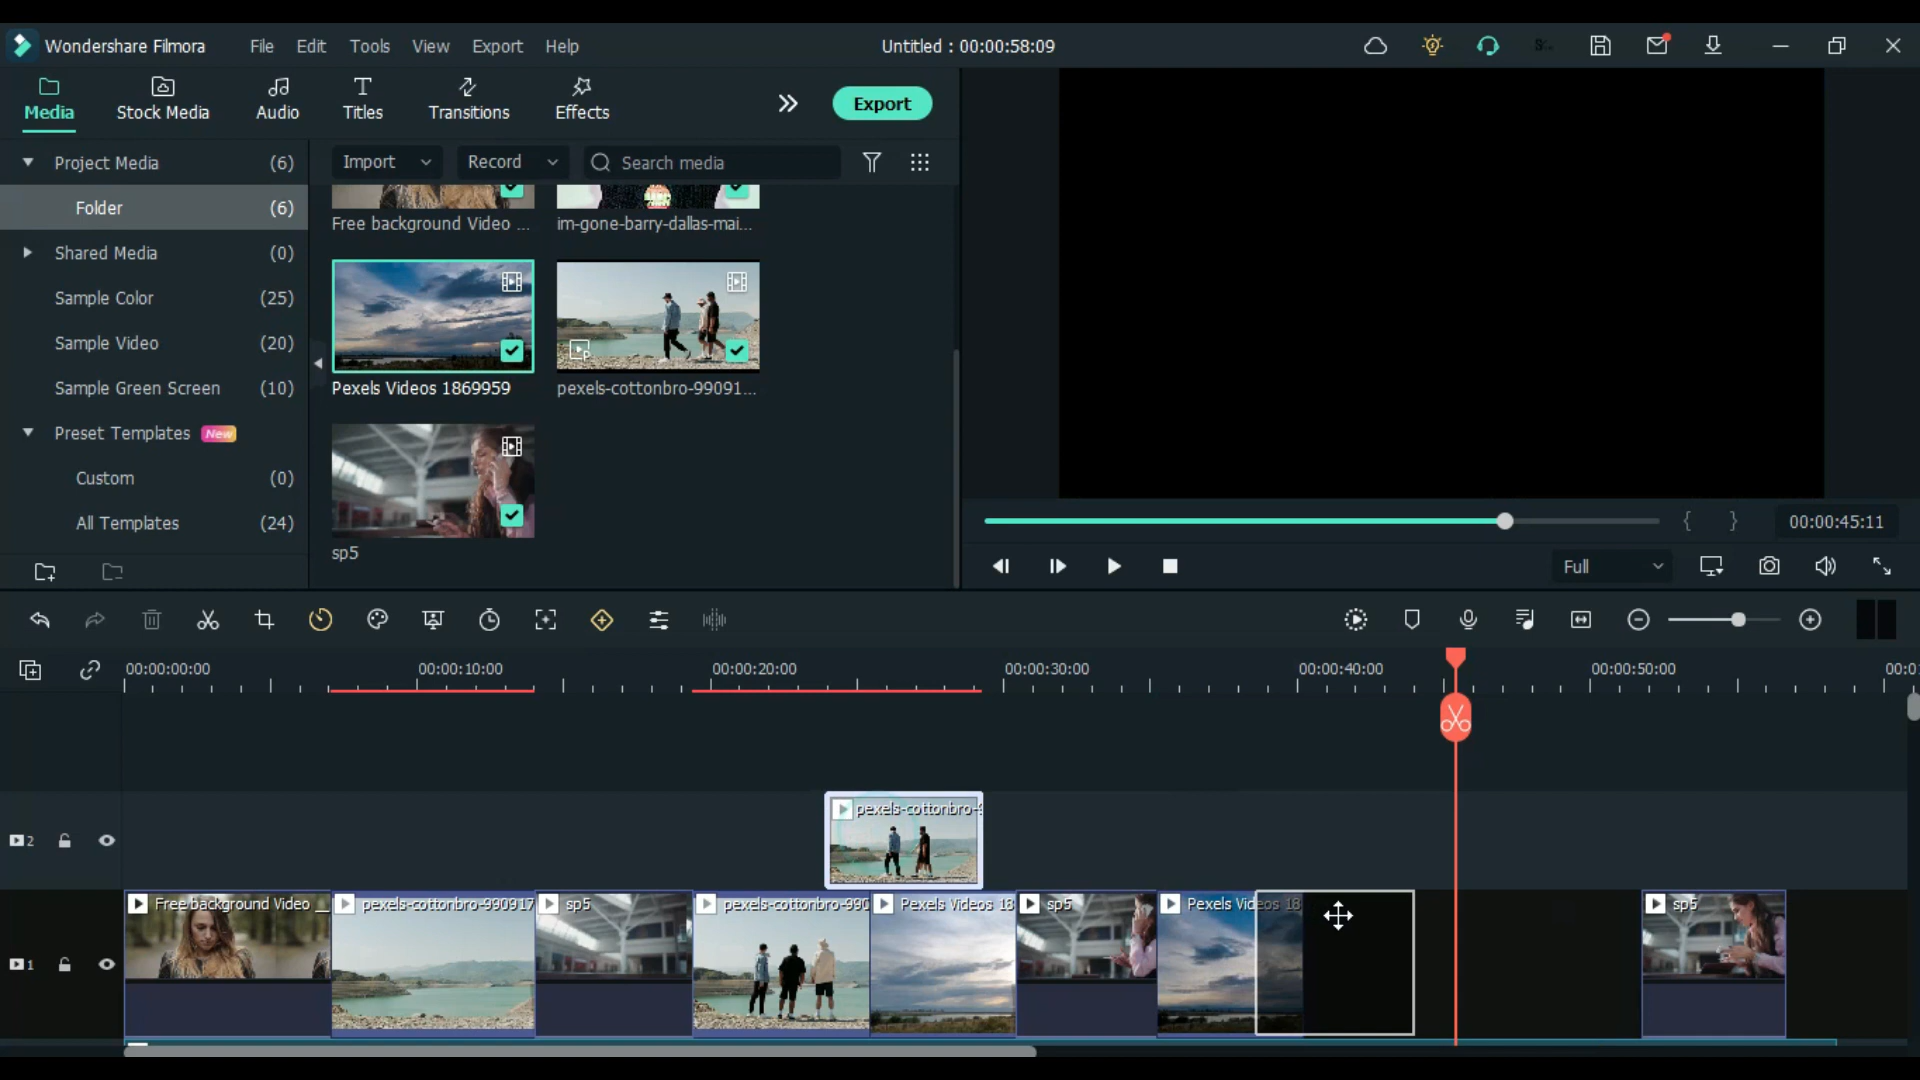 Wondershare Filmora
File
Edit
Tools
View
Export
Help
Untitled : 00:00:58:09
Media
Stock Media
Audio
Titles
Transitions
Effects
Export
Project Media (6)
Folder (6)
Shared Media (0)
Sample Color (25)
Sample Video (20)
Sample Green Screen (10)
Preset Templates New
Custom (0)
All Templates (24)
Import
Record
Search media
Free background Video ...
im-gone-barry-dallas-mai...
Pexels Videos 1869959
pexels-cottonbro-99091...
sp5
00:00:45:11
Full
00:00:00:00
00:00:10:00
00:00:20:00
00:00:30:00
00:00:40:00
00:00:50:00
00:0
2
pexels-cottonbro-9
1
Free background Video __
pexels-cottonbro-990917
sp5
pexels-cottonbro-990
Pexels Videos 18
sp5
Pexels Videos 18
sp5